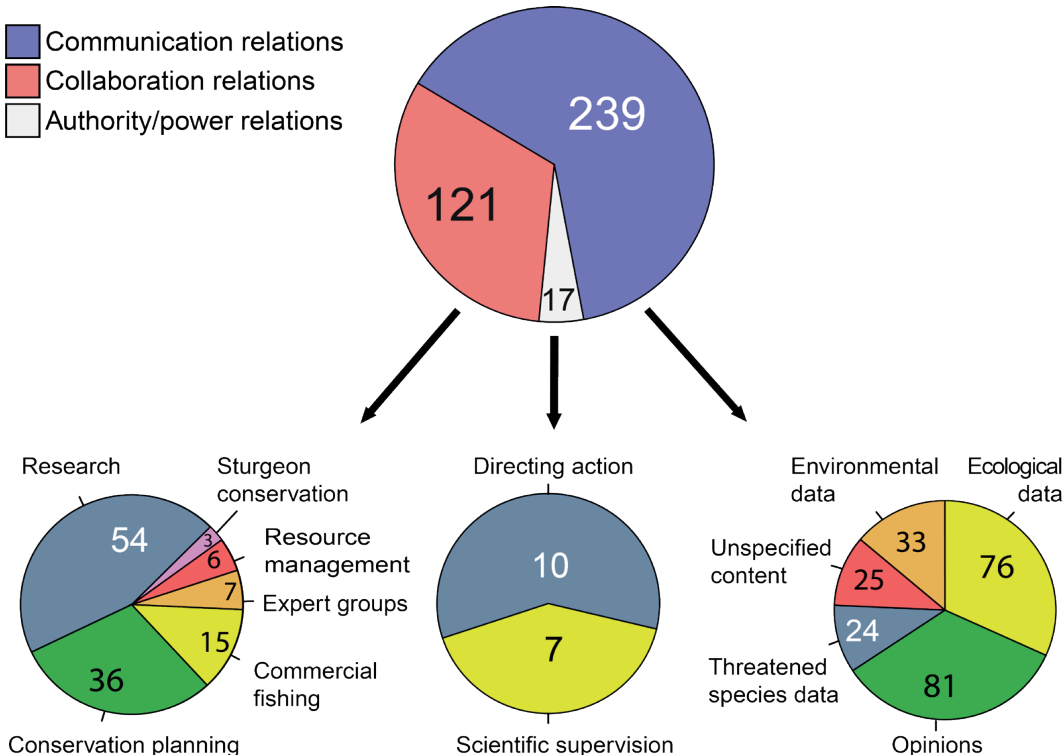 Communication relations
Collaboration relations
Authority/power relations
239
121
17
Research
Sturgeon
conservation
Resource
management
Expert groups
Commercial
fishing
Conservation planning
54
3
6
7
15
36
Directing action
10
7
Scientific supervision
Environmental
data
Ecological
data
Unspecified
content
Threatened
species data
Opinions
33
76
25
24
81